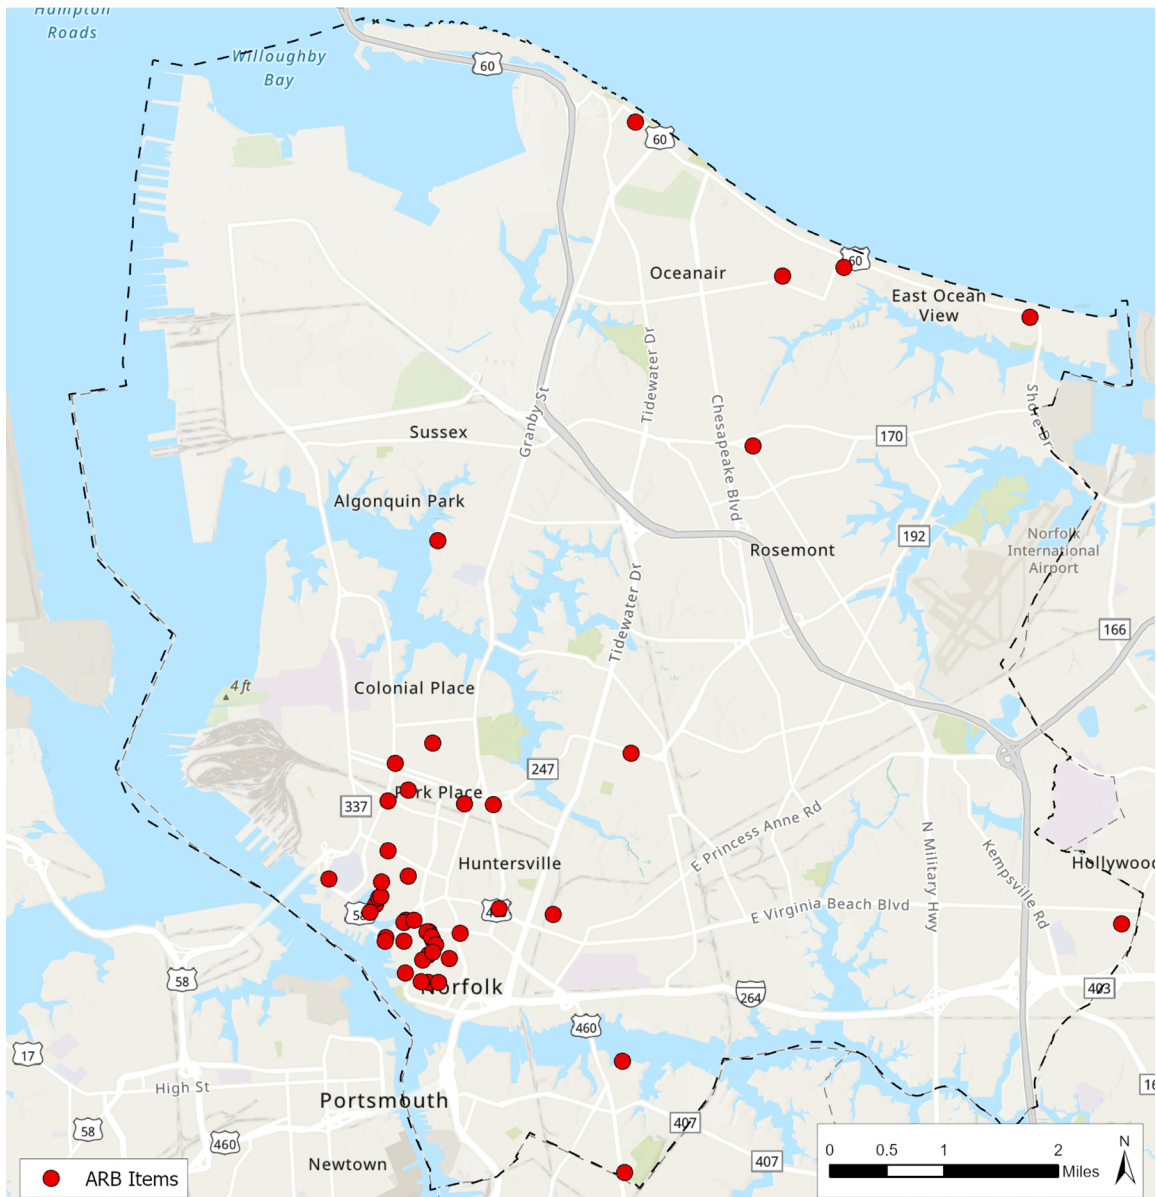 Hampton
Roads
Willoughby
Bay
60
60
60
Oceanair
East Ocean
View
Tidewater Dr
Granby St
Chesapeake Blvd
Shore Dr
Sussex
170
Algonquin Park
192
Norfolk
International
Airport
Rosemont
166
Tidewater Dr
4 ft
Colonial Place
247
Park Place
337
E Princess Anne Rd
N Military Hwy
Kempsville Rd
Huntersville
Hollywood
58
E Virginia Beach Blvd
58
Norfolk
264
403
460
17
High St
Portsmouth
58
460
407
407
Newtown
ARB Items
0 0.5 1 2
Miles
N